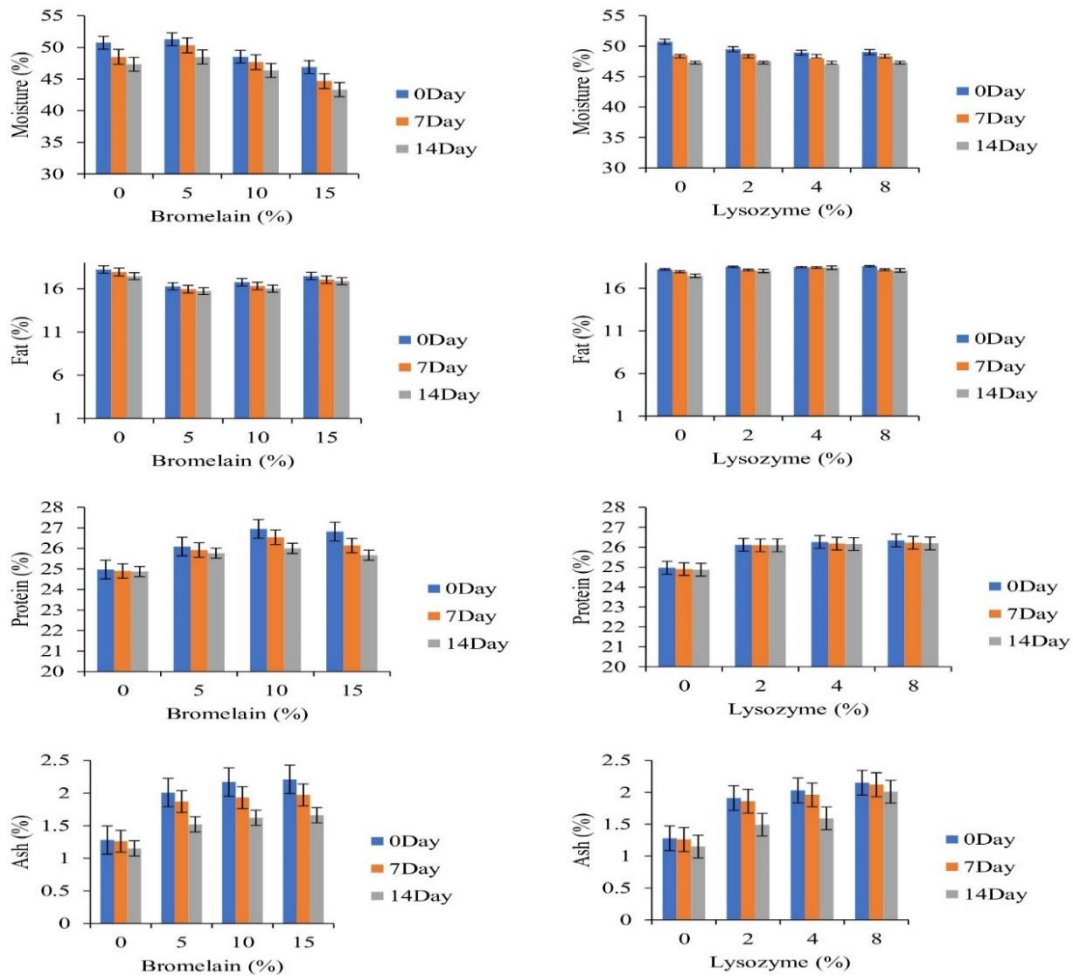 Moisture (%)
55
50
45
40
35
30
0 5 10 15
Bromelain (%)
0Day
7Day
14Day
Moisture (%)
55
50
45
40
35
30
0 2 4 8
Lysozyme (%)
0Day
7Day
14Day
Fat (%)
16
11
6
1
0 5 10 15
Bromelain (%)
0Day
7Day
14Day
Fat (%)
16
11
6
1
0 2 4 8
Lysozyme (%)
0Day
7Day
14Day
Protein (%)
28
27
26
25
24
23
22
21
20
0 5 10 15
Bromelain (%)
0Day
7Day
14Day
Protein (%)
28
27
26
25
24
23
22
21
20
0 2 4 8
Lysozyme (%)
0Day
7Day
14Day
Ash (%)
2.5
2
1.5
1
0.5
0
0 5 10 15
Bromelain (%)
0Day
7Day
14Day
Ash (%)
2.5
2
1.5
1
0.5
0
0 2 4 8
Lysozyme (%)
0Day
7Day
14Day